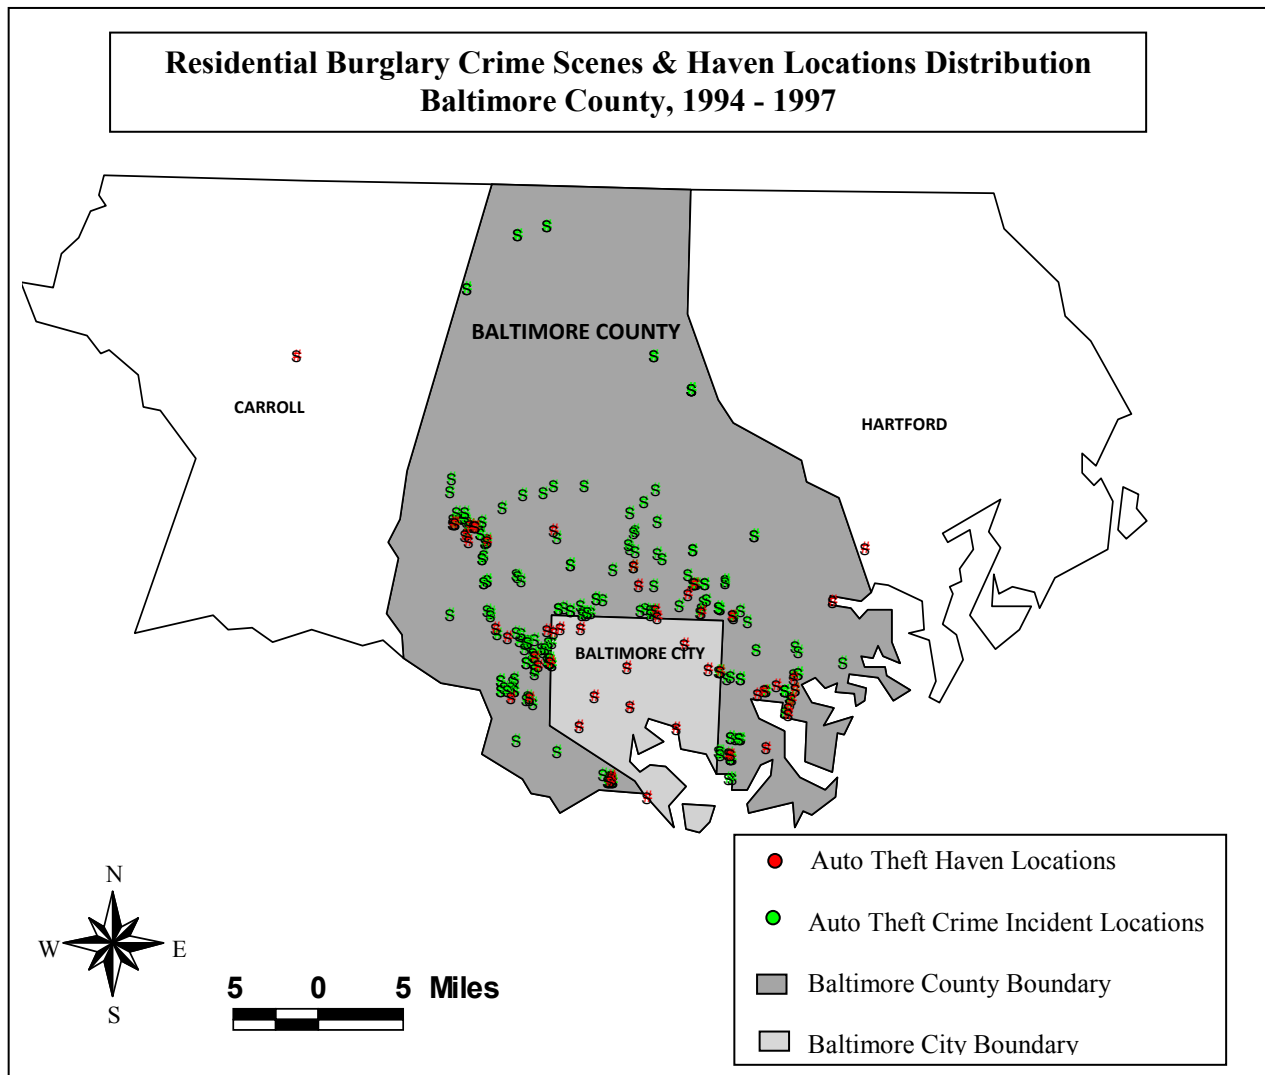 Residential Burglary Crime Scenes & Haven Locations Distribution
Baltimore County, 1994 - 1997
BALTIMORE COUNTY
CARROLL
HARTFORD
BALTIMORE CITY
Auto Theft Haven Locations
Auto Theft Crime Incident Locations
Baltimore County Boundary
Baltimore City Boundary
N
W E
S
5 0 5 Miles